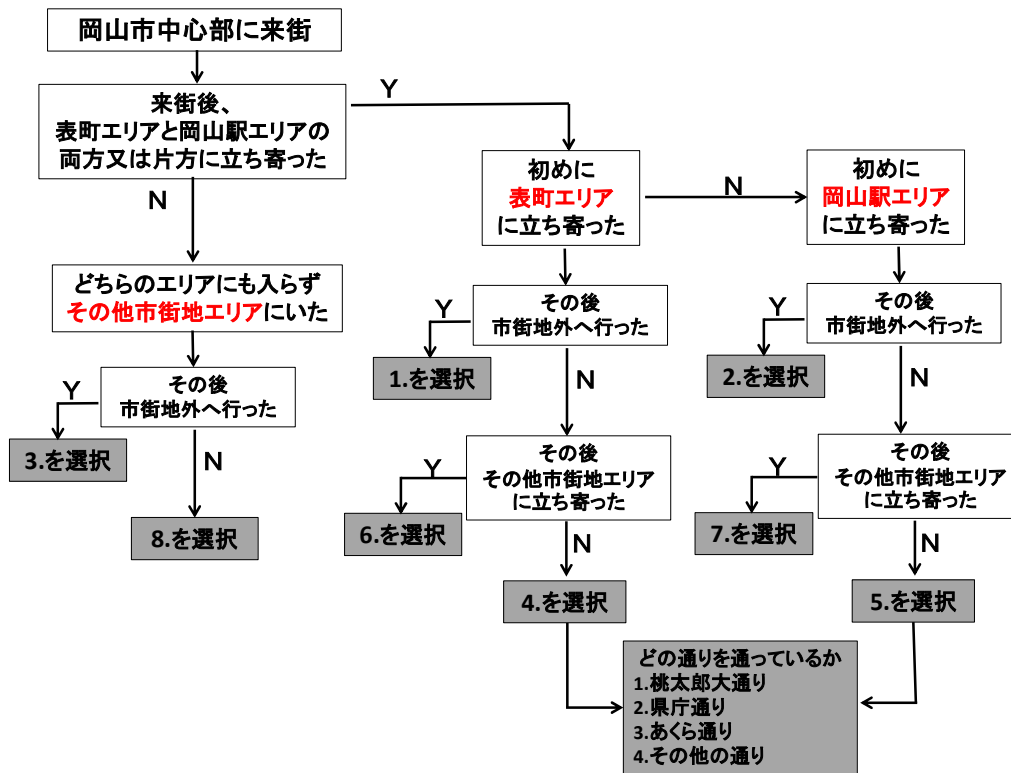 岡山市中心部に来街
Y
来街後、
表町エリアと岡山駅エリアの
両方又は片方に立ち寄った
N
初めに
表町エリア
に立ち寄った
N
初めに
岡山駅エリア
に立ち寄った
どちらのエリアにも入らず
その他市街地エリアにいた
Y
その後
市街地外へ行った
1.を選択
N
Y
その後
市街地外へ行った
2.を選択
N
Y
その後
市街地外へ行った
3.を選択
N
8.を選択
Y
その後
その他市街地エリア
に立ち寄った
6.を選択
N
4.を選択
Y
その後
その他市街地エリア
に立ち寄った
7.を選択
N
5.を選択
どの通りを通っているか
1.桃太郎大通り
2.県庁通り
3.あくら通り
4.その他の通り